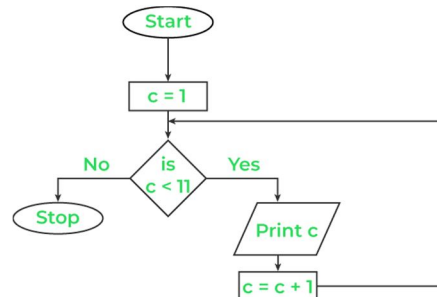 Start
c = 1
is
c < 11
No
Yes
Stop
Print c
c = c + 1